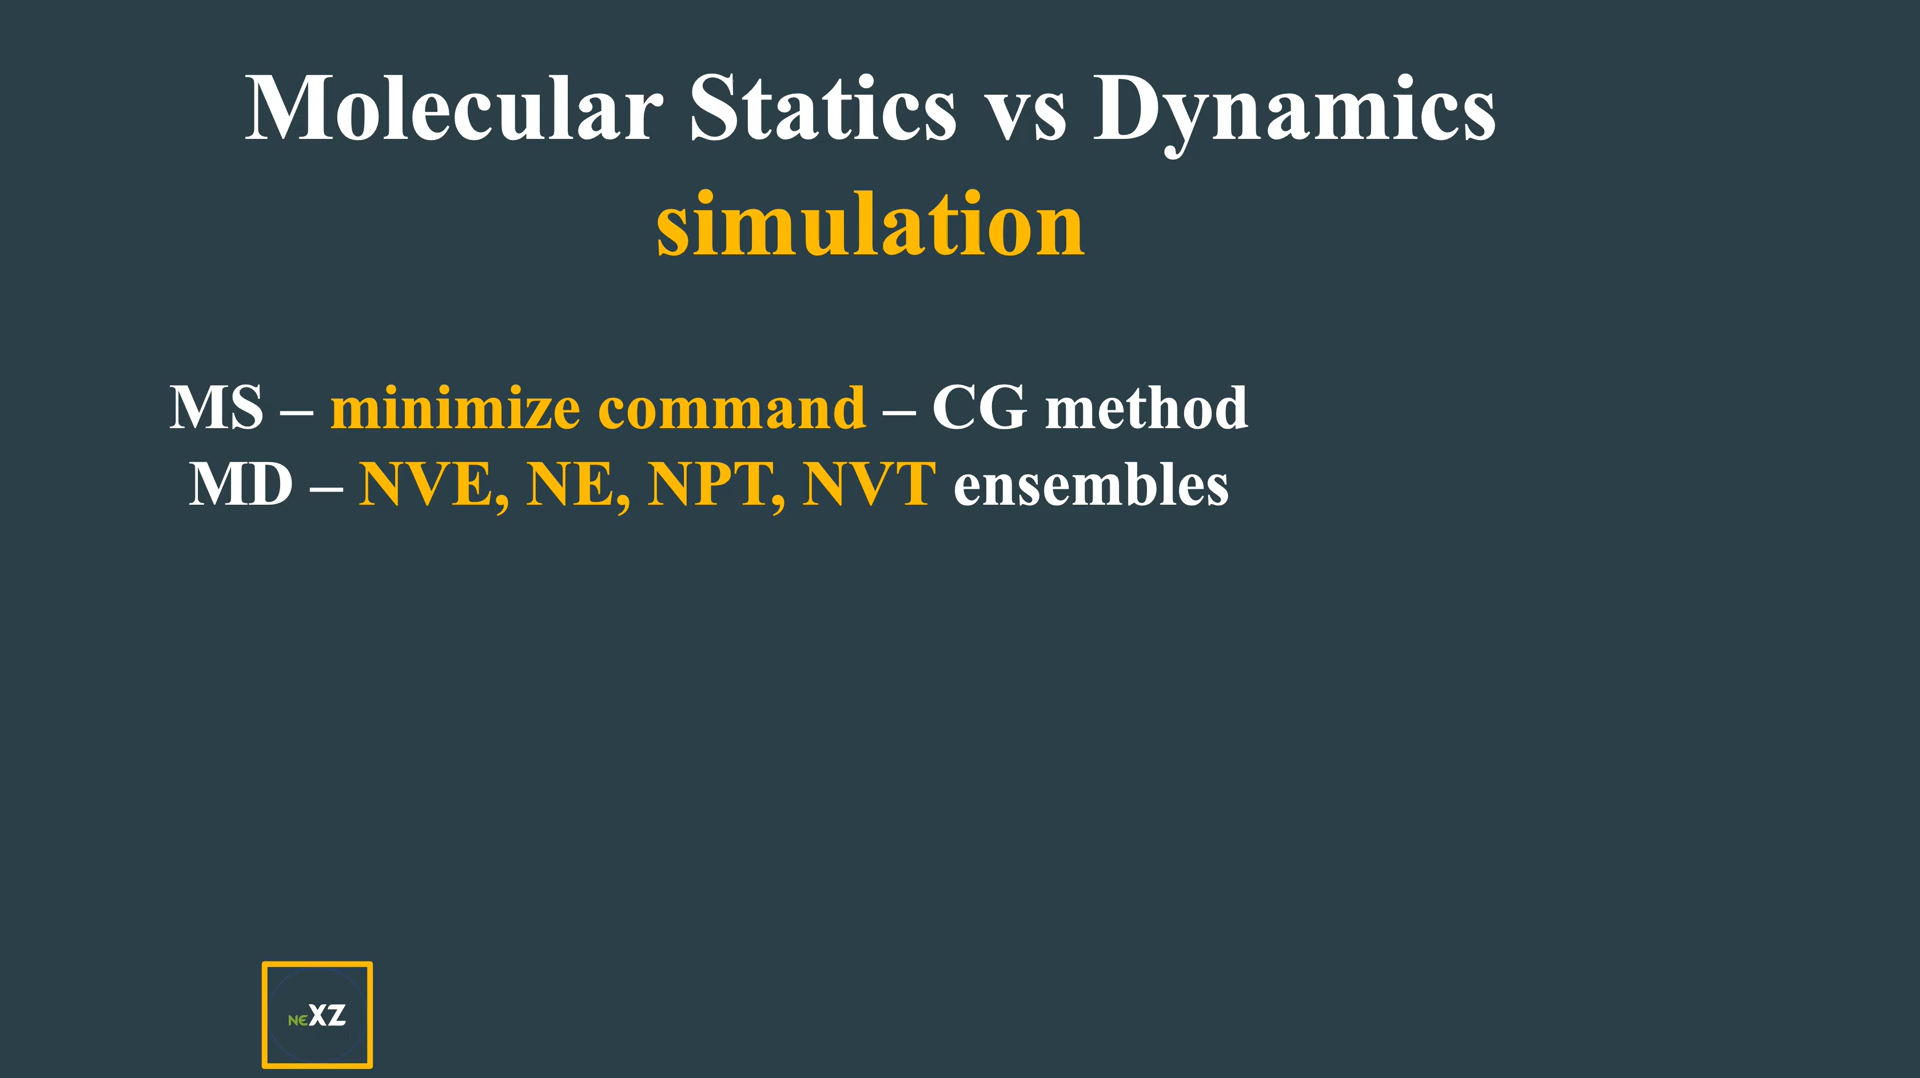 Molecular Statics vs Dynamics
simulation
MS – minimize command – CG method
MD – NVE, NE, NPT, NVT ensembles
NEXZ